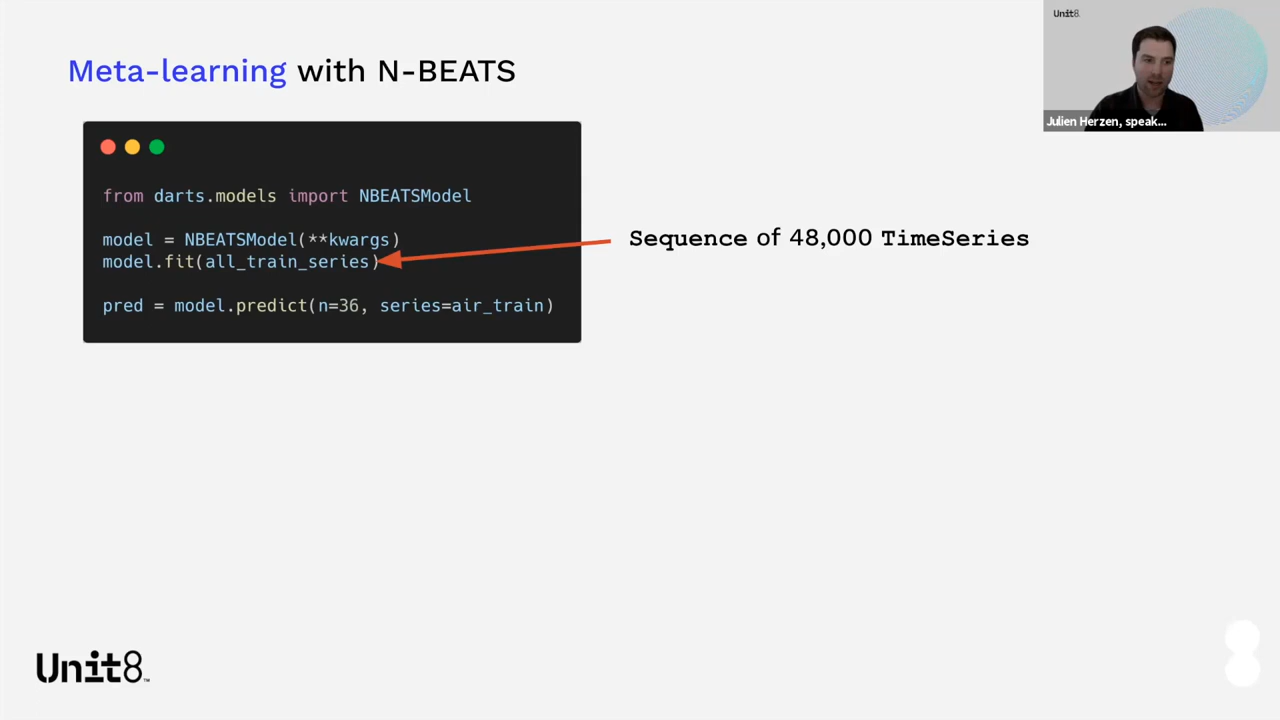 Meta-learning with N-BEATS
from darts.models import NBEATSModel
model = NBEATSModel(**kwargs)
model.fit(all_train_series)
pred = model.predict(n=36, series=air_train)
Sequence of 48,000 TimeSeries
Unit8
Julien Herzen, speak...
Unit8™